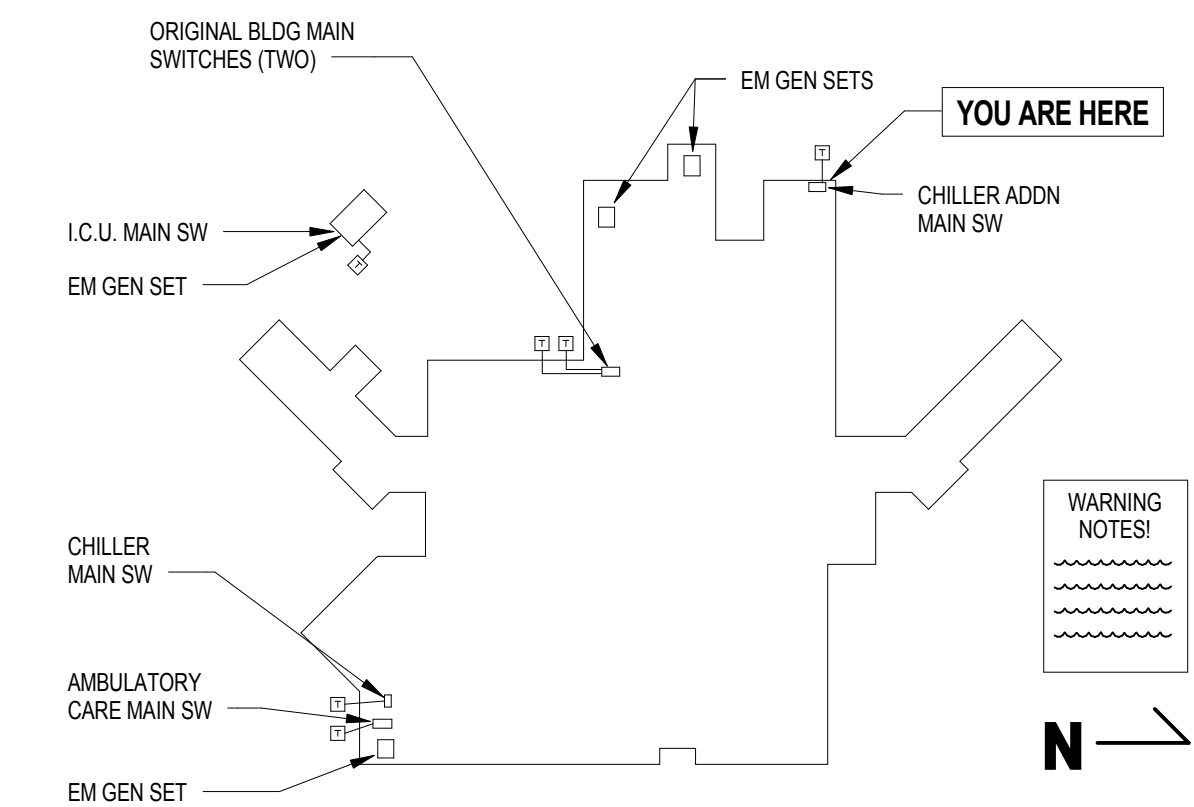 ORIGINAL BLDG MAIN
SWITCHES (TWO)
EM GEN SETS
YOU ARE HERE
T
CHILLER ADDN
MAIN SW
I.C.U. MAIN SW
T
EM GEN SET
T T
WARNING
NOTES!
CHILLER
MAIN SW
AMBULATORY
CARE MAIN SW
T
T
N
EM GEN SET